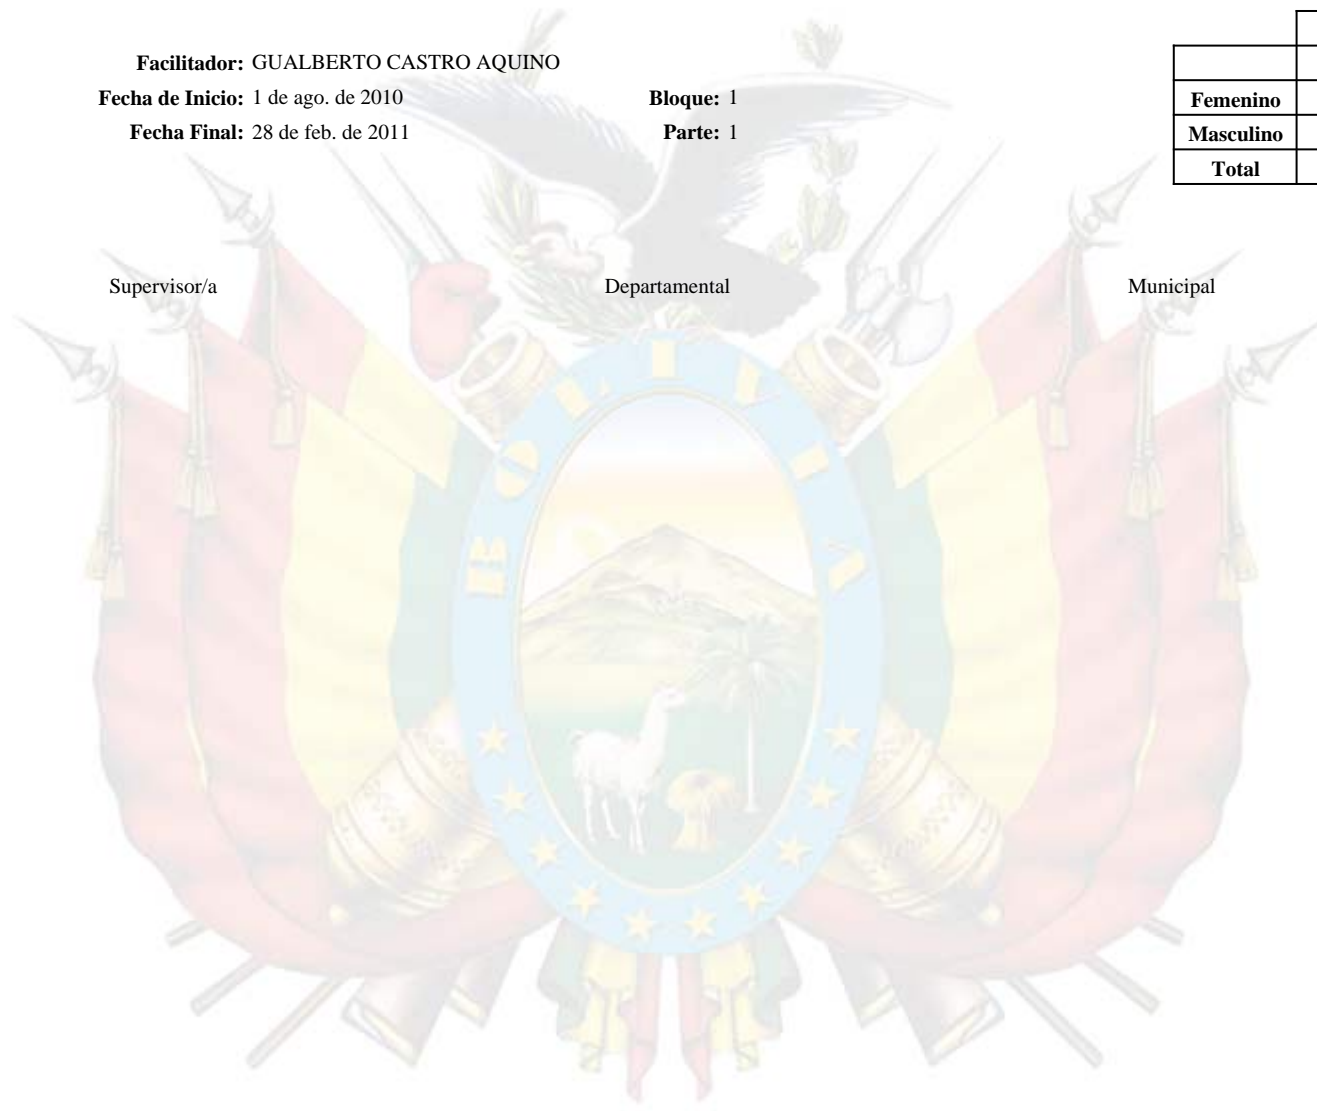 Facilitador: GUALBERTO CASTRO AQUINO
Fecha de Inicio: 1 de ago. de 2010 Bloque: 1
Femenino
Fecha Final: 28 de feb. de 2011 Parte: 1
Masculino
Total
Supervisor/a Departamental Municipal
BOLIVIA